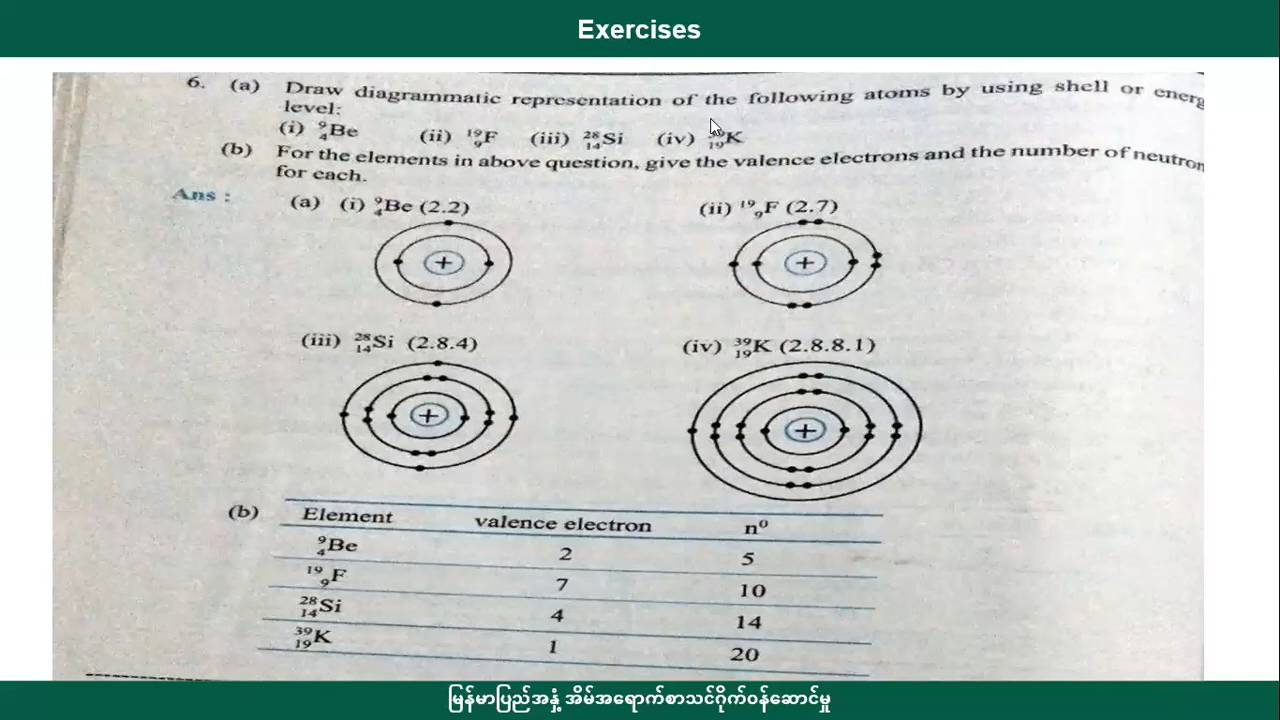 Exercises
6. (a) Draw diagrammatic representation of the following atoms by using shell or energ
level:
(i) ⁹₄Be (ii) ¹⁹₉F (iii) ²⁸₁₄Si (iv) ₁₉K
(b) For the elements in above question, give the valence electrons and the number of neutron
for each.
Ans :
(a) (i) ⁹₄Be (2.2) (ii) ¹⁹₉F (2.7)
+ +
(iii) ²⁸₁₄Si (2.8.4) (iv) ³⁹₁₉K (2.8.8.1)
+ +
(b) Element valence electron n⁰
⁹₄Be 2 5
¹⁹₉F 7 10
²⁸₁₄Si 4 14
³⁹₁₉K 1 20
မြန်မာပြည်အနှံ့ အိမ်အရောက်စာသင်ဂိုက်ဝန်ဆောင်မှု